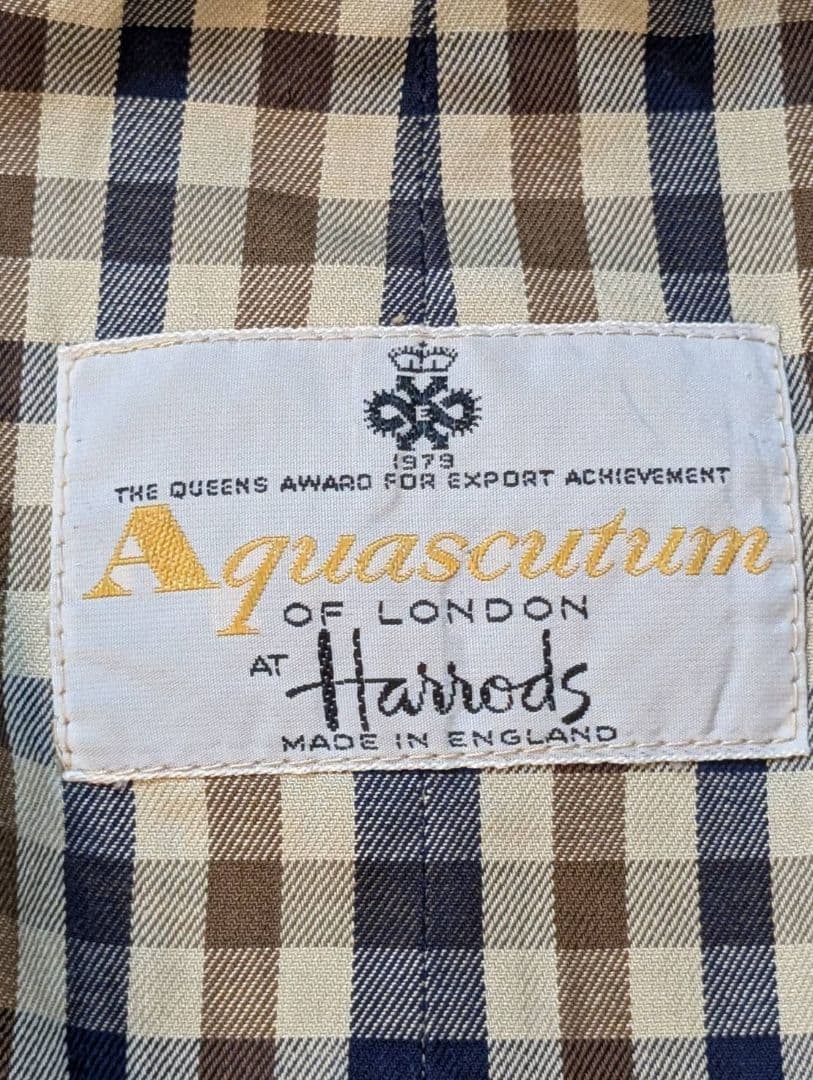 E
1979
THE QUEENS AWARD FOR EXPORT ACHIEVEMENT
Aquascutum
OF LONDON
AT Harrods
MADE IN ENGLAND